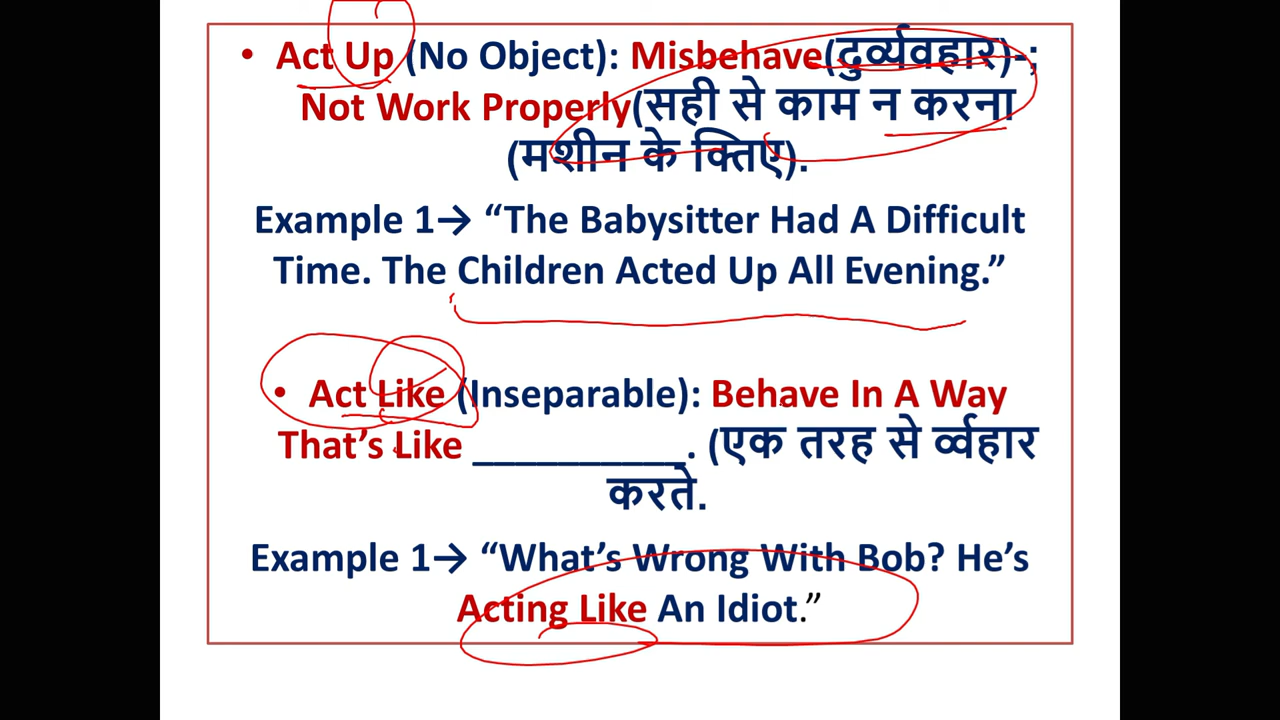 • Act Up (No Object): Misbehave(दुर्व्यवहार)-;
Not Work Properly(सही से काम न करना
(मशीन के क्तिए).
Example 1→ “The Babysitter Had A Difficult
Time. The Children Acted Up All Evening.”
• Act Like (Inseparable): Behave In A Way
That’s Like __________. (एक तरह से र्व्वहार
करते.
Example 1→ “What’s Wrong With Bob? He’s
Acting Like An Idiot.”